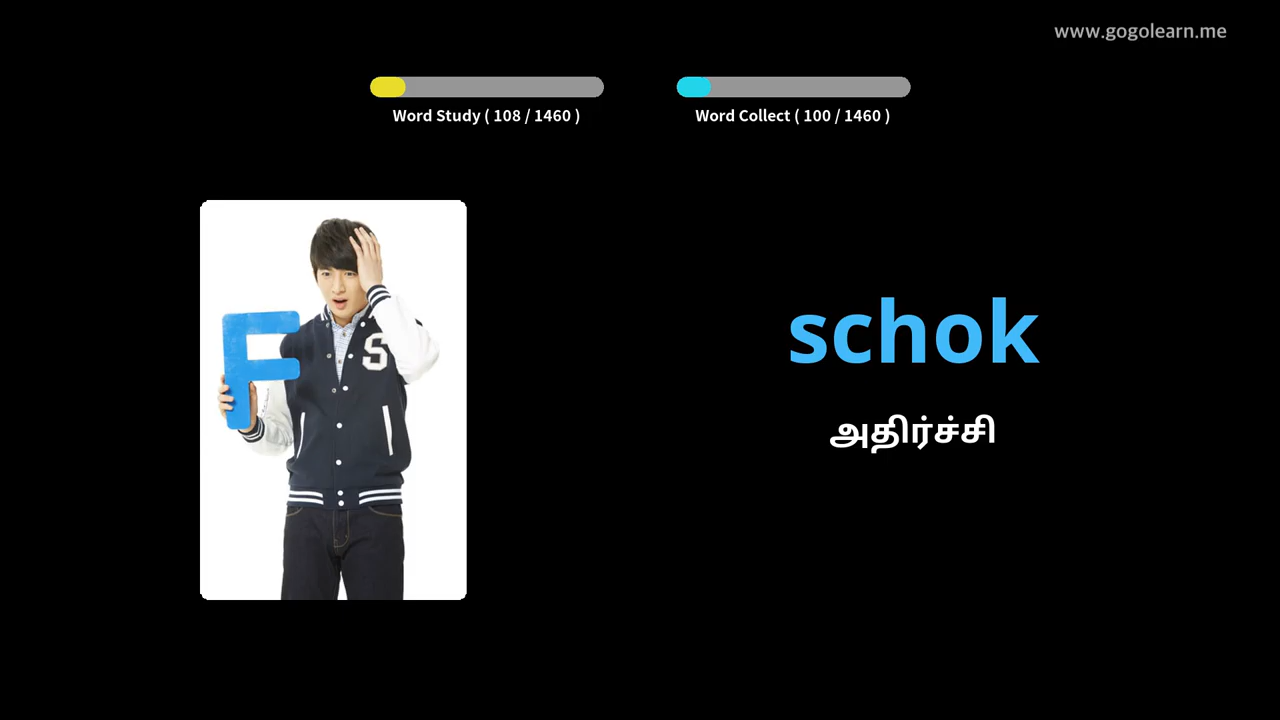 www.gogolearn.me
Word Study ( 108 / 1460 )
Word Collect ( 100 / 1460 )
F
S
schok
அதிர்ச்சி